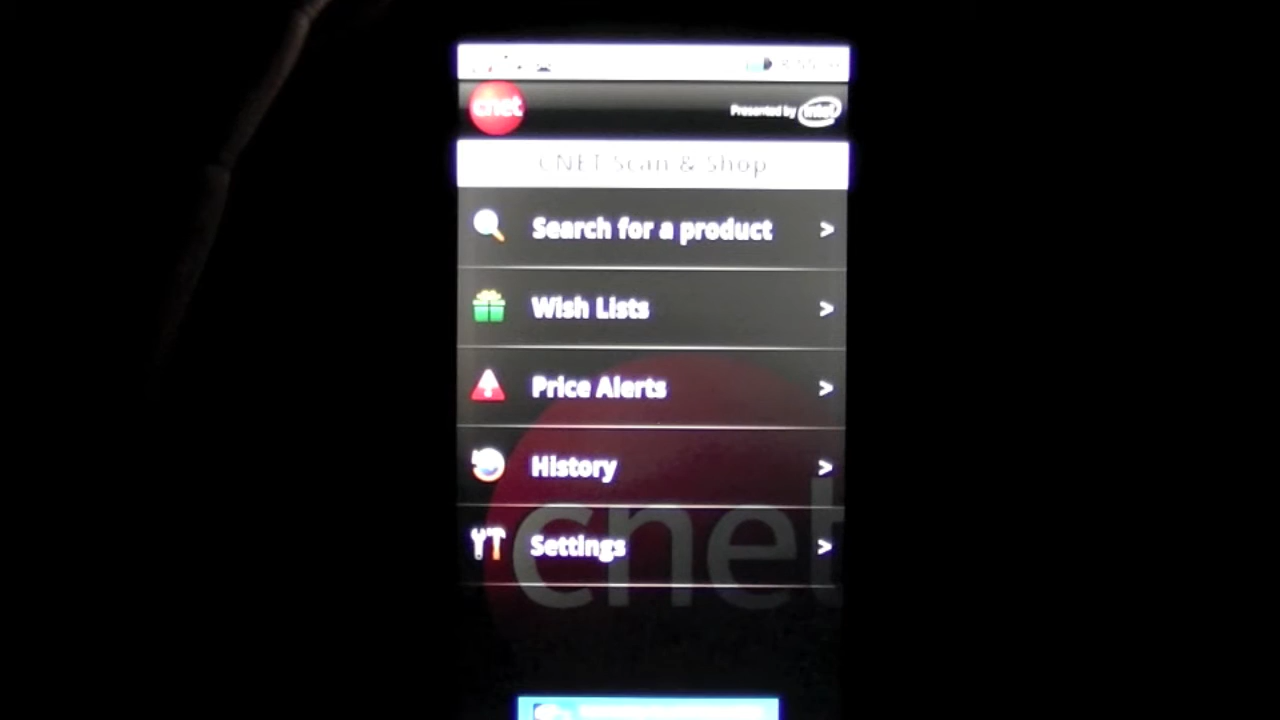 cnet
Presented by intel
CNET Scan & Shop
Search for a product >
Wish Lists >
Price Alerts >
History >
Settings >
cnet